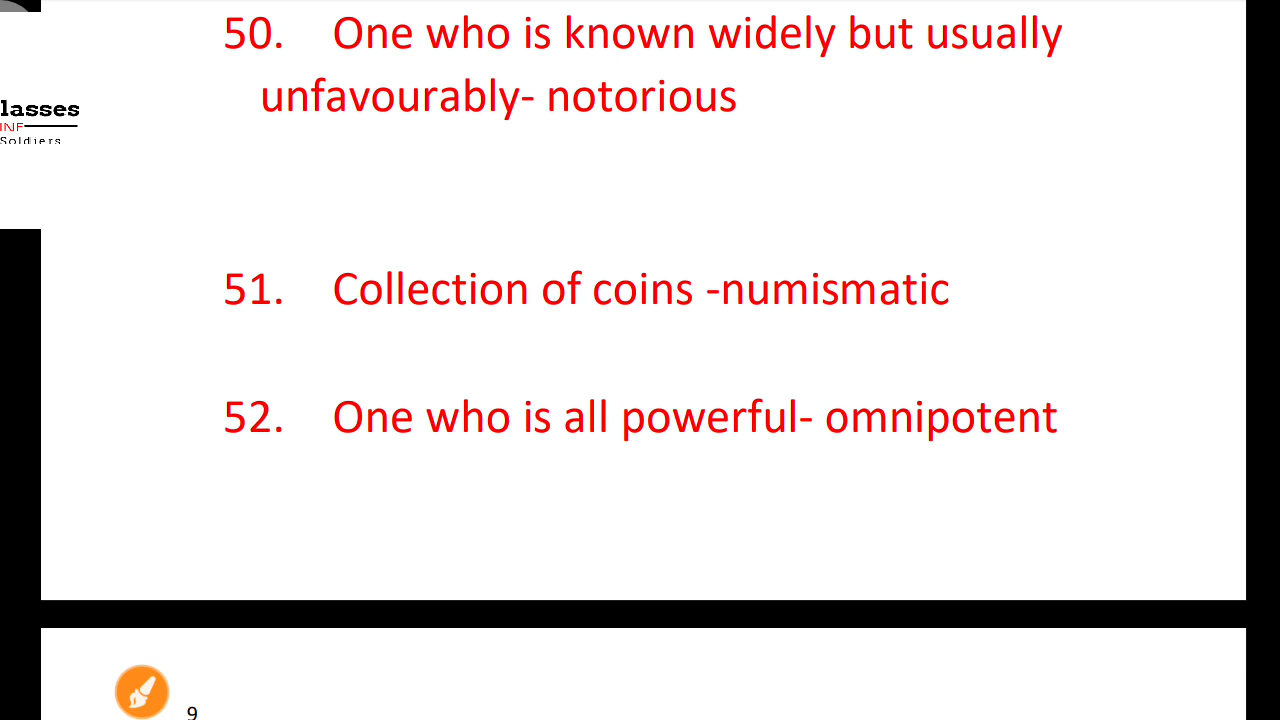 50. One who is known widely but usually
unfavourably- notorious
lasses
INF
Soldiers
51. Collection of coins -numismatic
52. One who is all powerful- omnipotent
9